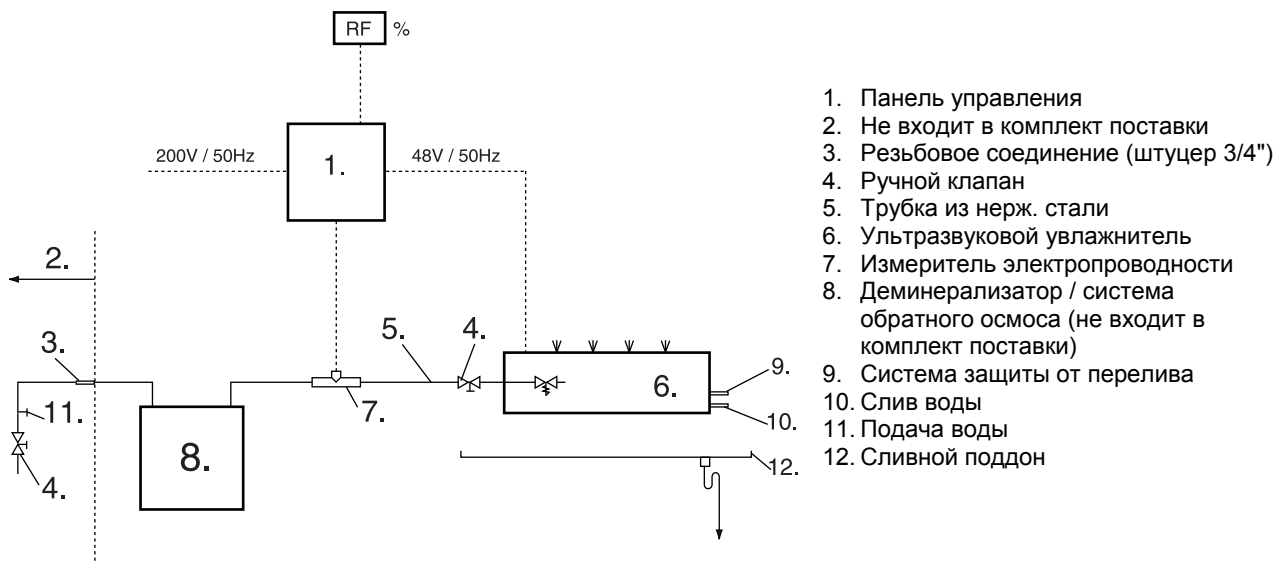 RF %
200V / 50Hz
1.
48V / 50Hz
2.
3.
11.
4.
8.
7.
5.
4.
6.
9.
10.
12.
1. Панель управления
2. Не входит в комплект поставки
3. Резьбовое соединение (штуцер 3/4")
4. Ручной клапан
5. Трубка из нерж. стали
6. Ультразвуковой увлажнитель
7. Измеритель электропроводности
8. Деминерализатор / система
обратного осмоса (не входит в
комплект поставки)
9. Система защиты от перелива
10. Слив воды
11. Подача воды
12. Сливной поддон